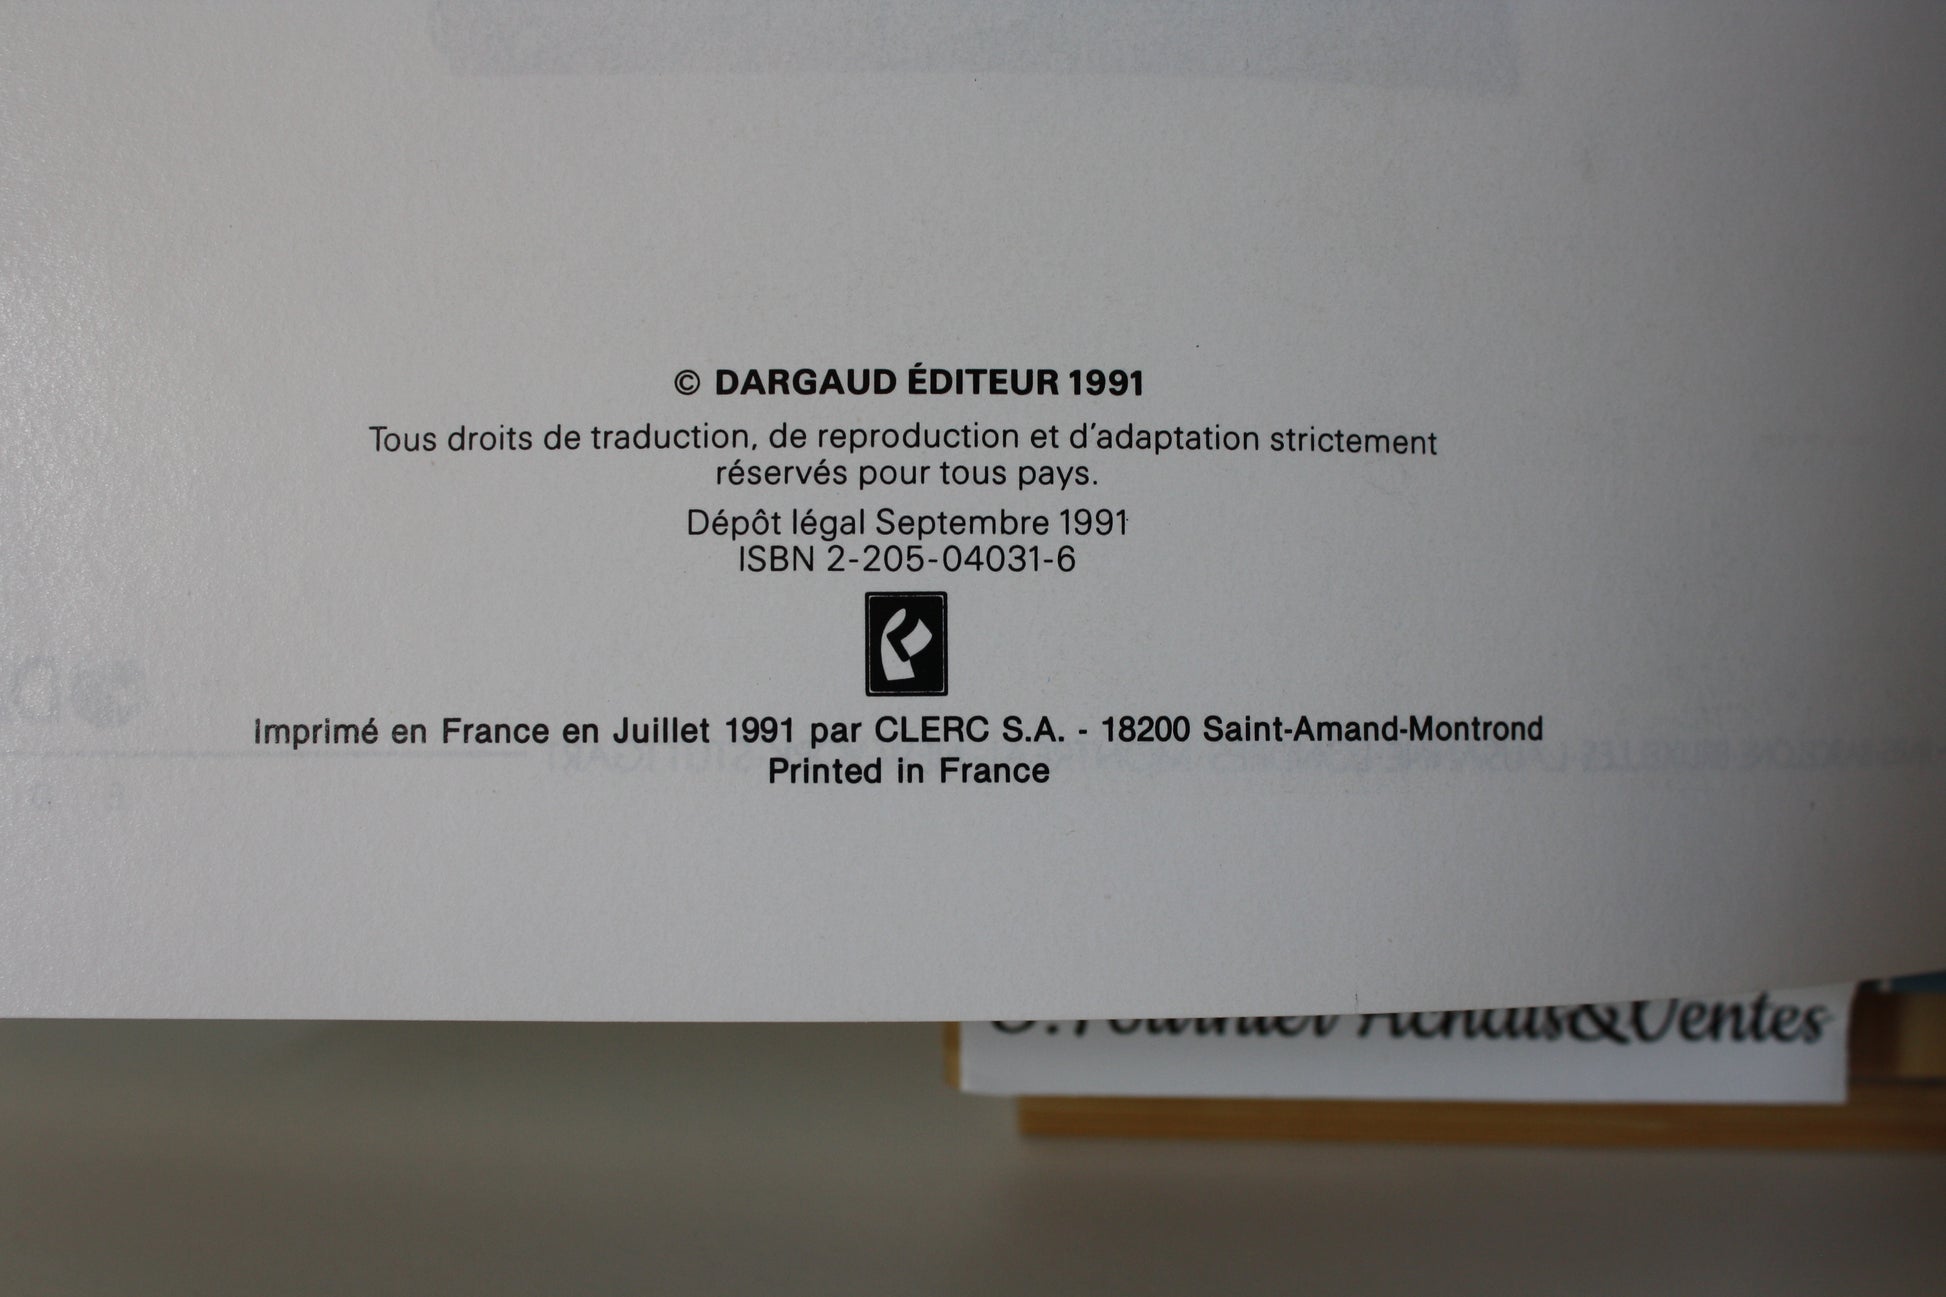 © DARGAUD ÉDITEUR 1991
Tous droits de traduction, de reproduction et d'adaptation strictement
réservés pour tous pays.
Dépôt légal Septembre 1991
ISBN 2-205-04031-6
Imprimé en France en Juillet 1991 par CLERC S.A. - 18200 Saint-Amand-Montrond
Printed in France
Achats&Ventes